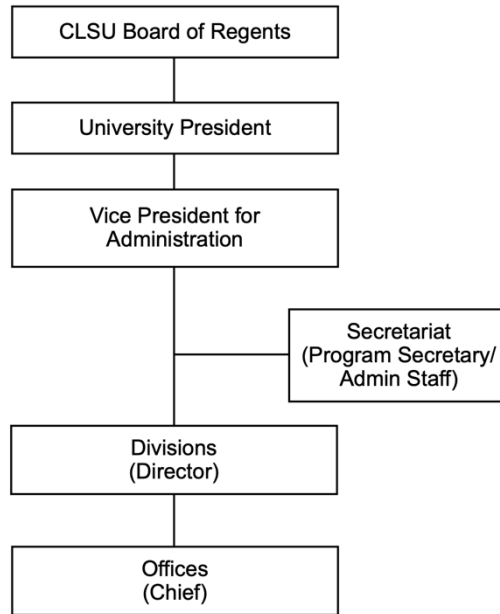 CLSU Board of Regents
University President
Vice President for
Administration
Secretariat
(Program Secretary/
Admin Staff)
Divisions
(Director)
Offices
(Chief)